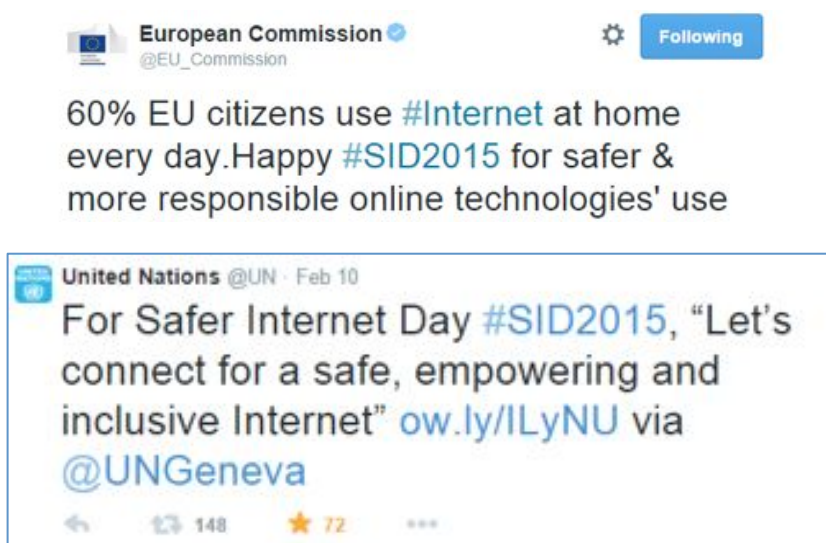 European Commission
@EU_Commission
Following
60% EU citizens use #Internet at home
every day.Happy #SID2015 for safer &
more responsible online technologies' use
United Nations @UN · Feb 10
For Safer Internet Day #SID2015, “Let’s
connect for a safe, empowering and
inclusive Internet” ow.ly/ILyNU via
@UNGeneva
148 72